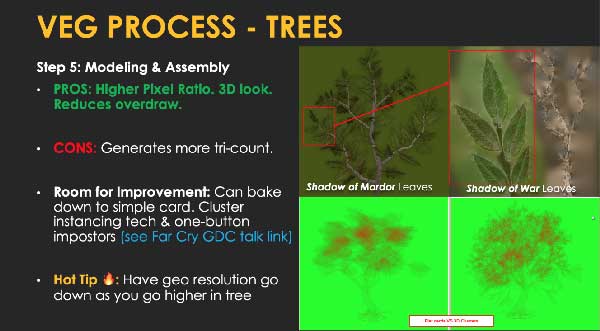 VEG PROCESS - TREES
Step 5: Modeling & Assembly
• PROS: Higher Pixel Ratio. 3D look.
Reduces overdraw.
• CONS: Generates more tri-count.
• Room for Improvement: Can bake
down to simple card. Cluster
instancing tech & one-button
impostors [see Far Cry GDC talk link]
• Hot Tip 🔥: Have geo resolution go
down as you go higher in tree
Shadow of Mordor Leaves
Shadow of War Leaves